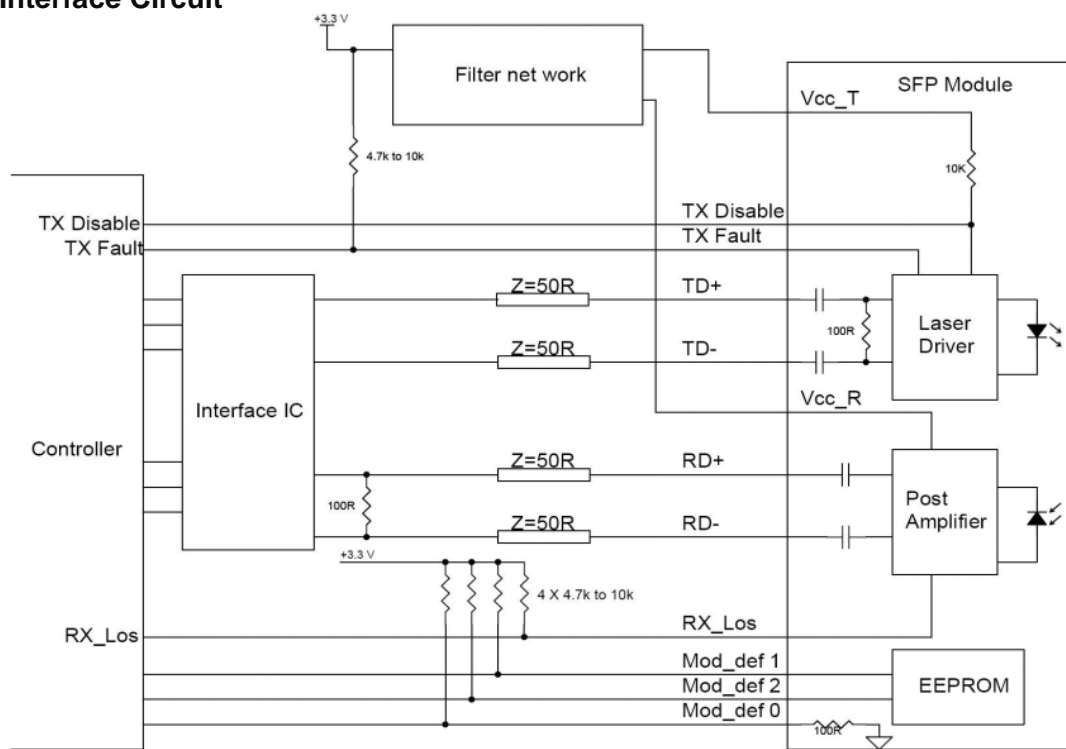 Interface Circuit
+3.3 V
Filter net work
SFP Module
Vcc_T
4.7k to 10k
10K
TX Disable
TX Disable
TX Fault
TX Fault
Z=50R
TD+
100R
Laser
Driver
Z=50R
TD-
Interface IC
Vcc_R
Controller
Z=50R
RD+
100R
Post
Amplifier
Z=50R
RD-
+3.3 V
4 X 4.7k to 10k
RX_Los
RX_Los
Mod_def 1
Mod_def 2
EEPROM
Mod_def 0
100R